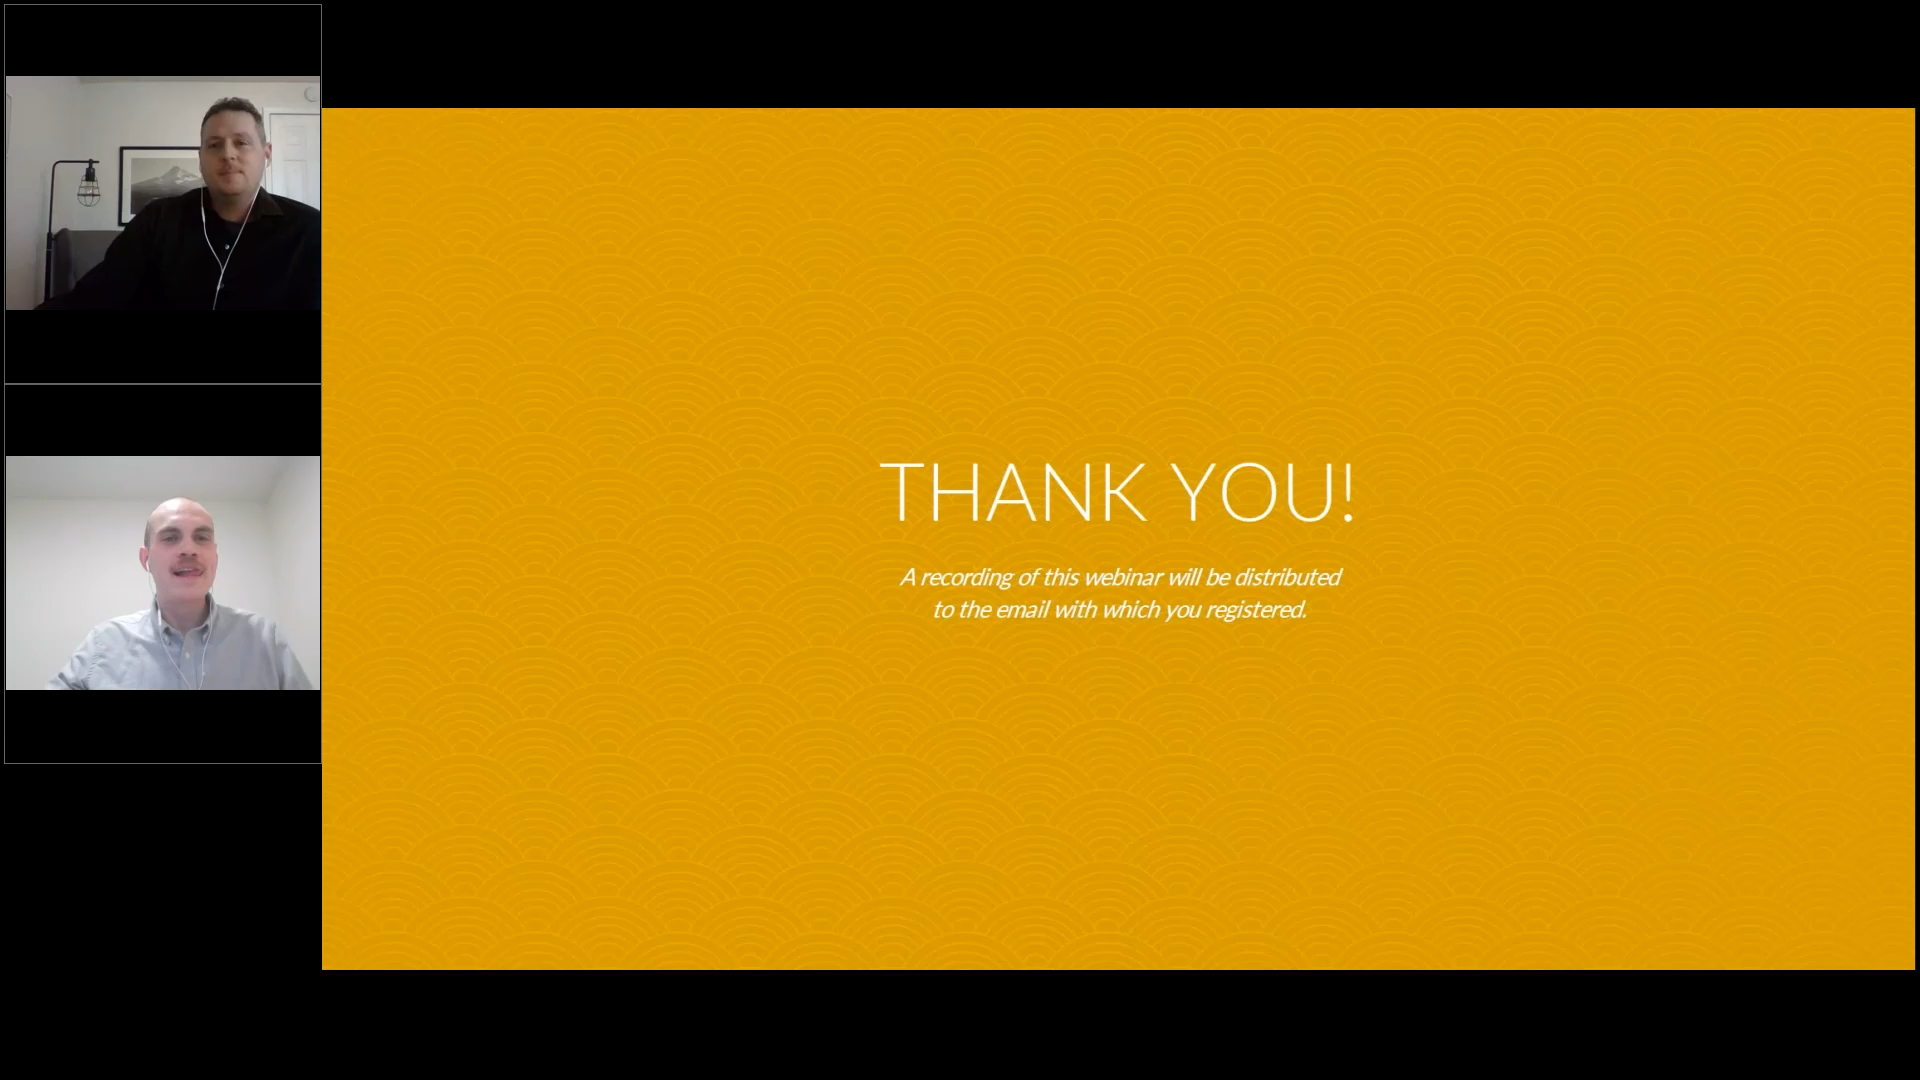 THANK YOU!
A recording of this webinar will be distributed
to the email with which you registered.